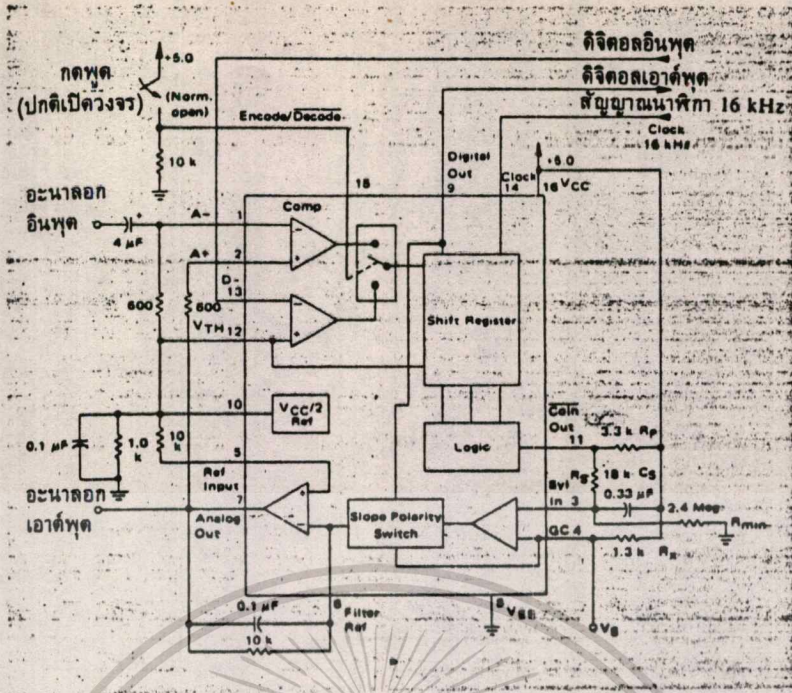 +5.0
กดพูด
(ปกติเปิดวงจร)
(Norm. open)
10 k
Encode/Decode
ดิจิตอลอินพุต
ดิจิตอลเอาต์พุต
สัญญาณนาฬิกา 16 kHz
Clock
16 kHz
Digital
Out
9
Clock
14
+5.0
16 VCC
15
อะนาลอก
อินพุต
4 µF
A- 1
A+ 2
D-
13
Comp
600
600
VTH 12
Shift Register
10
VCC/2
Ref
0.1 µF
1.0
k
10
k
5
Ref
Input
Logic
Coin
Out
11
3.3 k RP
RS
18 k CS
0.33 µF
Syl
In 3
2.4 Meg
Rmin
GC 4
1.3 k RX
อะนาลอก
เอาต์พุต
7
Analog
Out
Slope Polarity
Switch
0.1 µF
10 k
6 Filter
Ref
8 VSS
VS